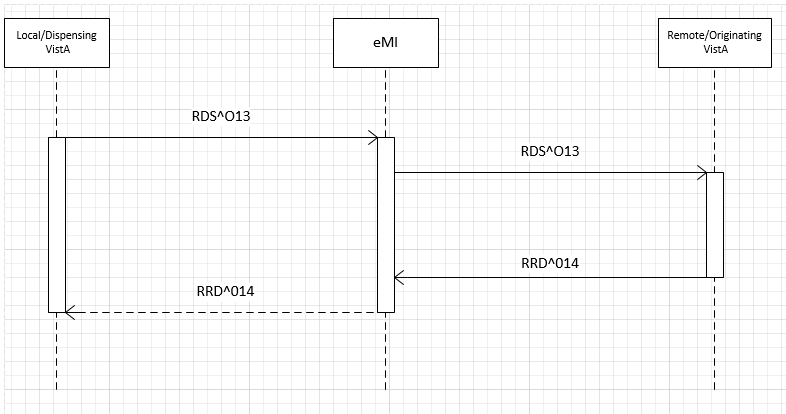 Local/Dispensing
VistA
eMI
Remote/Originating
VistA
RDS^O13
RDS^O13
RRD^014
RRD^014